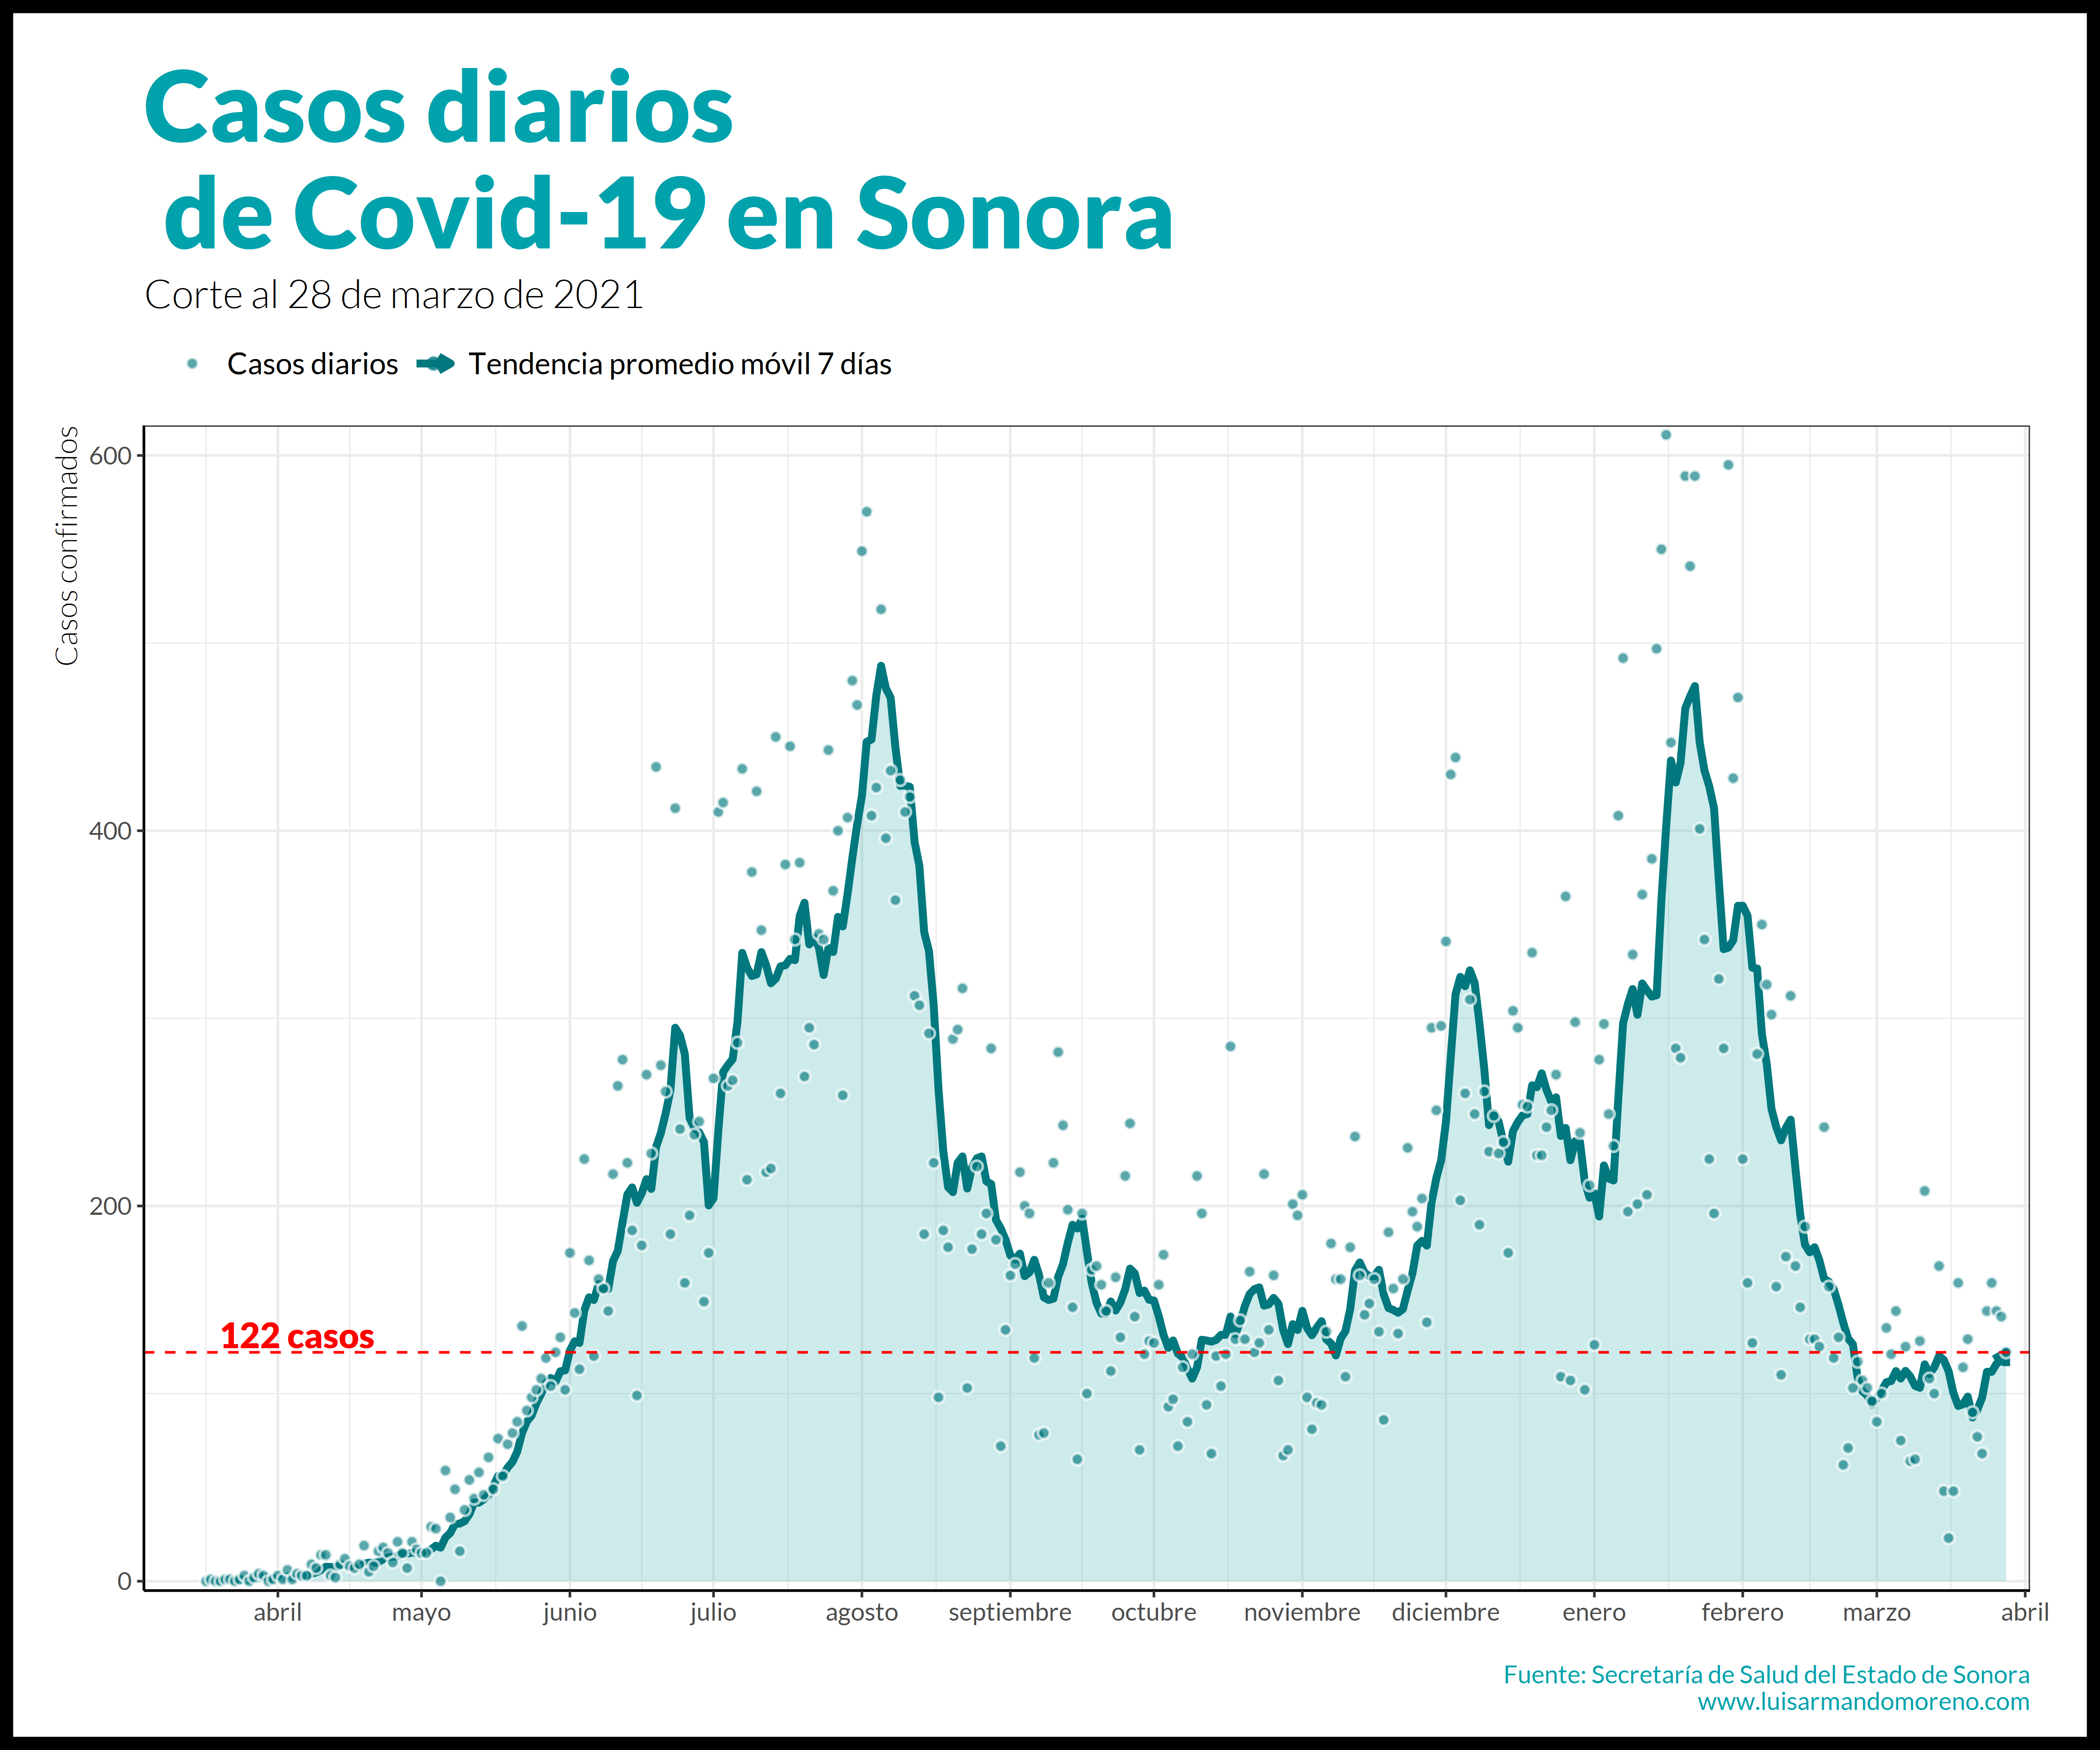 Casos diarios
de Covid-19 en Sonora
Corte al 28 de marzo de 2021
Casos diarios Tendencia promedio móvil 7 días
Casos confirmados
600
400
200
0
122 casos
abril mayo junio julio agosto septiembre octubre noviembre diciembre enero febrero marzo abril
Fuente: Secretaría de Salud del Estado de Sonora
www.luisarmandomoreno.com